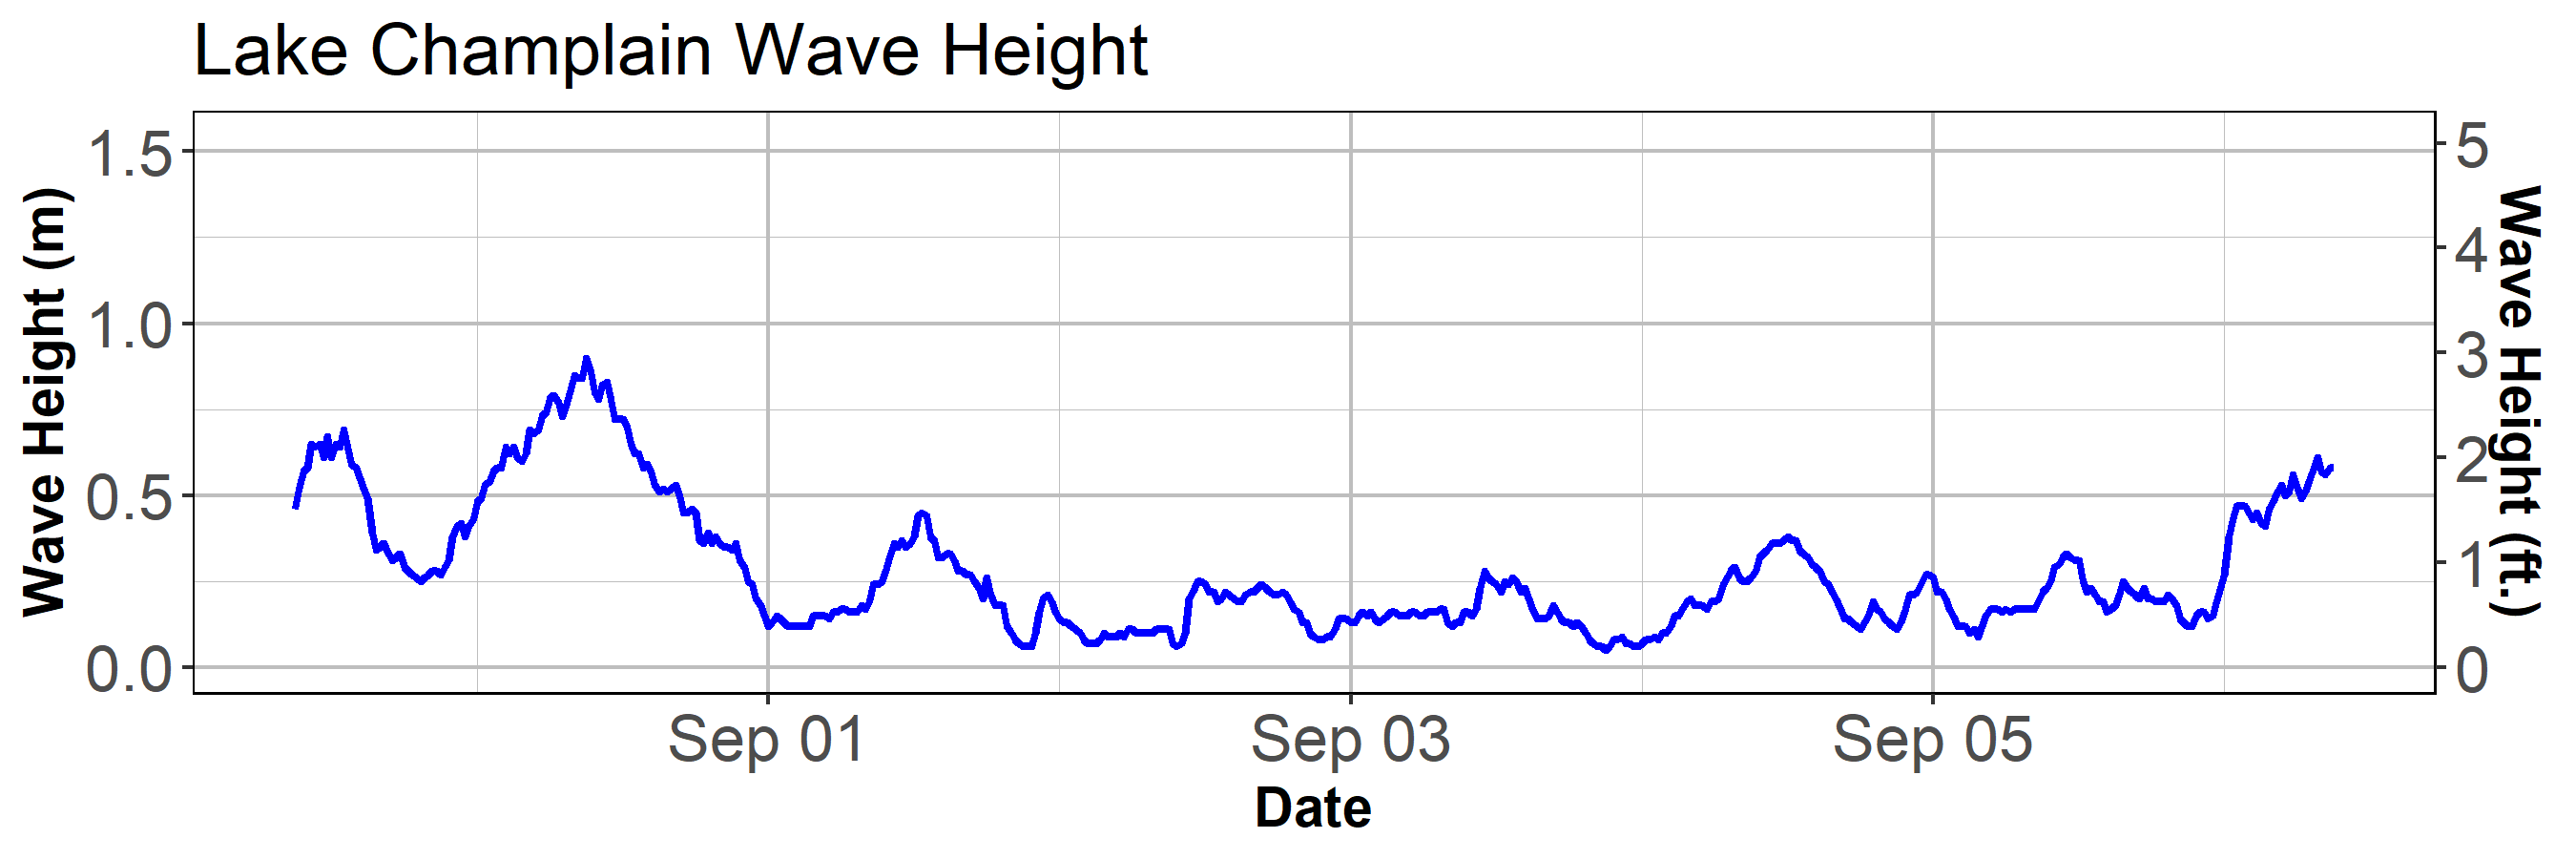 Lake Champlain Wave Height
Wave Height (m)
1.5
1.0
0.5
0.0
5
4
3
2
1
0
Wave Height (ft.)
Sep 01
Sep 03
Sep 05
Date